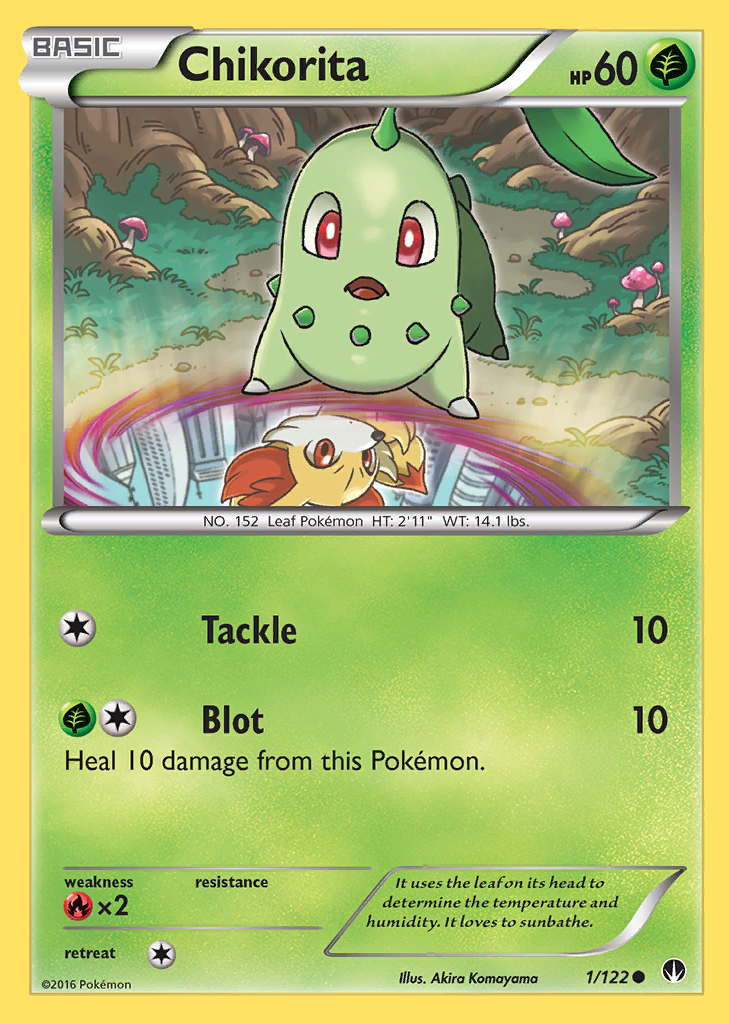 BASIC
Chikorita
HP 60
NO. 152 Leaf Pokémon HT: 2'11" WT: 14.1 lbs.
Tackle 10
Blot 10
Heal 10 damage from this Pokémon.
weakness resistance
×2
retreat
It uses the leaf on its head to
determine the temperature and
humidity. It loves to sunbathe.
©2016 Pokémon
Illus. Akira Komayama
1/122